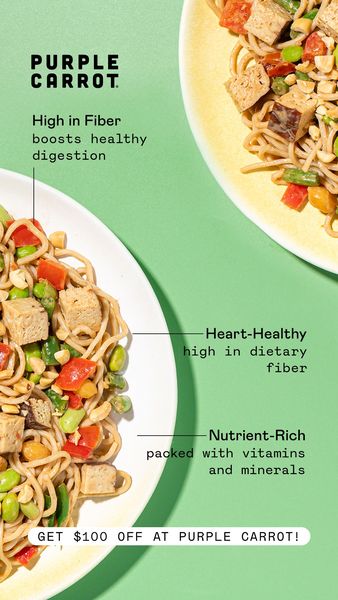 PURPLE
CARROT
High in Fiber
boosts healthy
digestion
Heart-Healthy
high in dietary
fiber
Nutrient-Rich
packed with vitamins
and minerals
GET $100 OFF AT PURPLE CARROT!